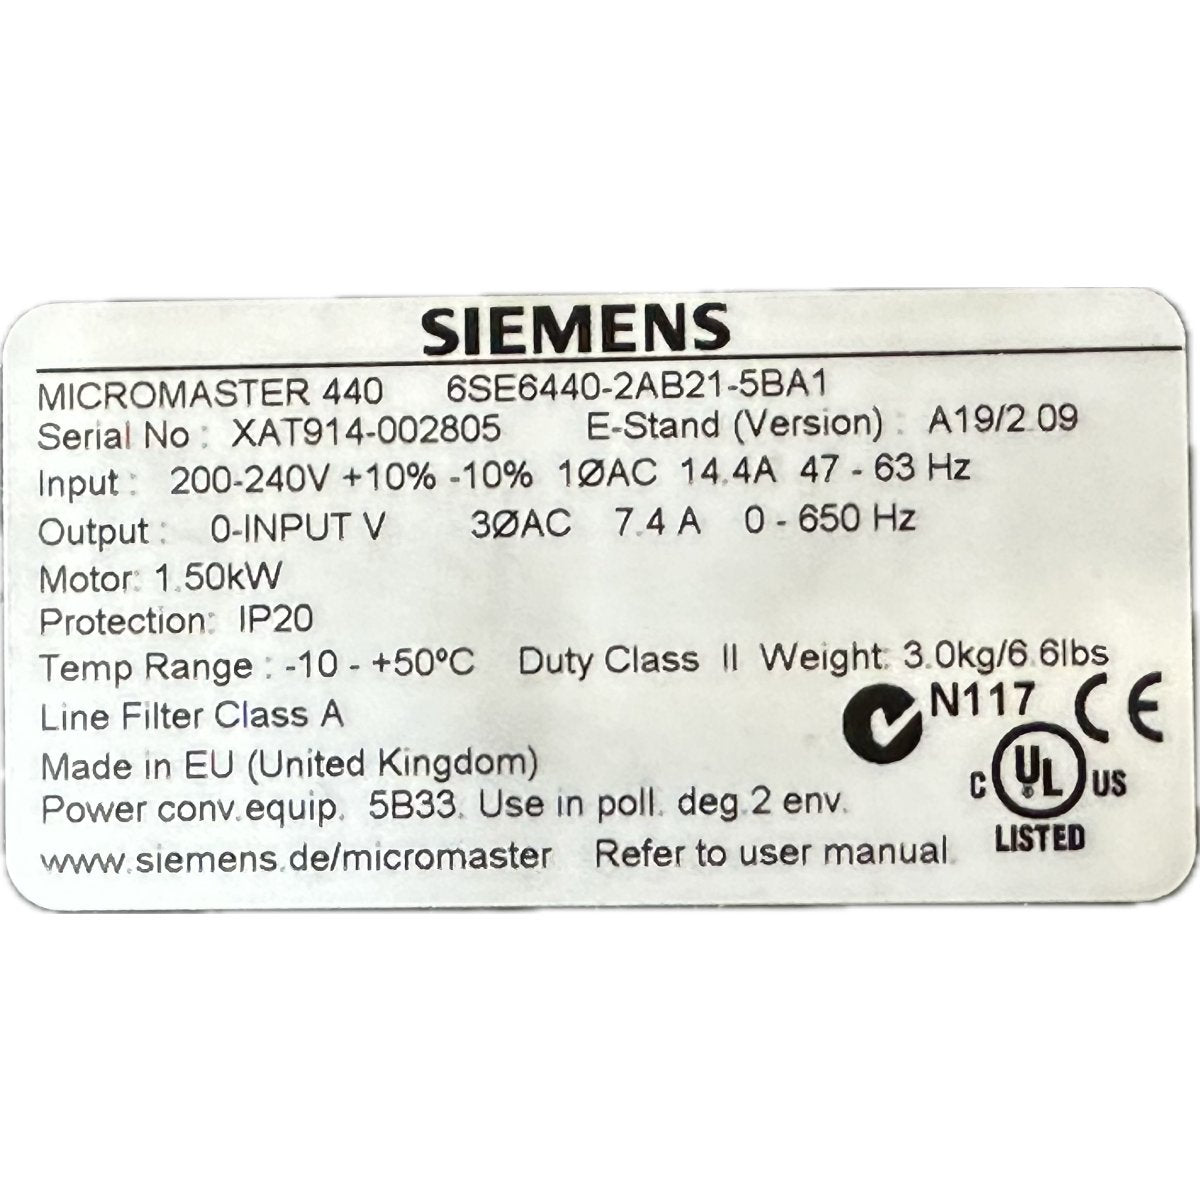 SIEMENS
MICROMASTER 440 6SE6440-2AB21-5BA1
Serial No : XAT914-002805 E-Stand (Version) : A19/2.09
Input : 200-240V +10% -10% 1ØAC 14.4A 47 - 63 Hz
Output : 0-INPUT V 3ØAC 7.4 A 0 - 650 Hz
Motor: 1.50kW
Protection: IP20
Temp Range : -10 - +50ºC Duty Class II Weight: 3.0kg/6.6lbs
Line Filter Class A
N117 CE
Made in EU (United Kingdom)
C UL US
Power conv.equip. 5B33. Use in poll. deg.2 env.
LISTED
www.siemens.de/micromaster Refer to user manual.